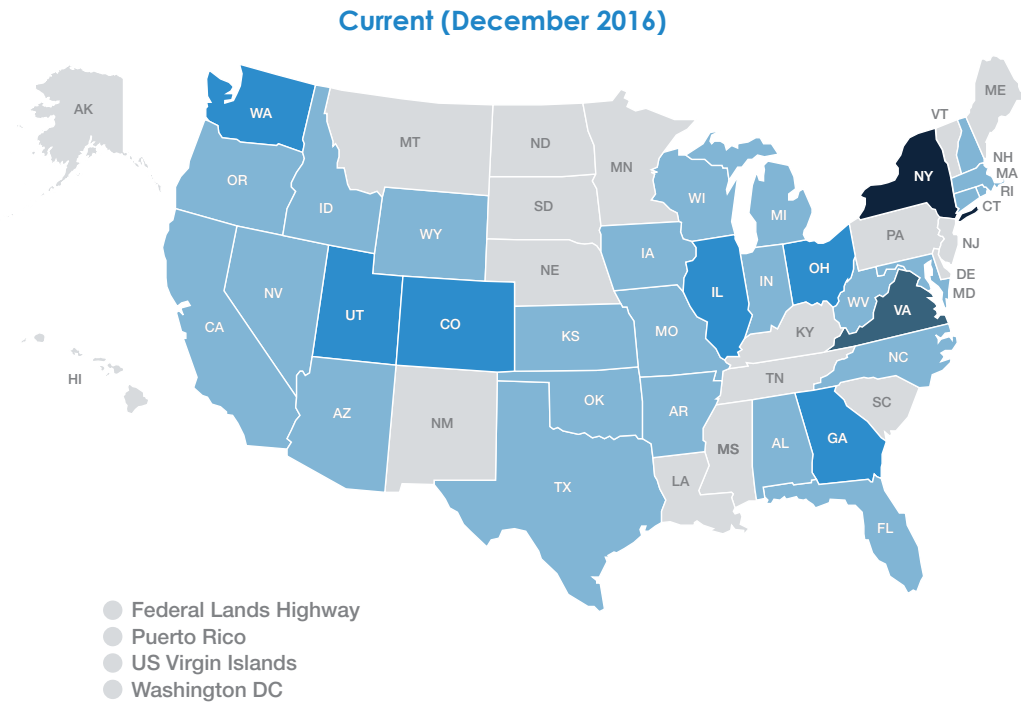 Current (December 2016)
AK
WA
MT
ND
MN
ME
VT
NH
MA
RI
CT
NY
OR
ID
WY
SD
WI
MI
PA
NJ
NE
IA
IL
IN
OH
DE
MD
WV
VA
NV
UT
CO
CA
KS
MO
KY
NC
HI
TN
AZ
NM
OK
AR
SC
MS
AL
GA
LA
TX
FL
Federal Lands Highway
Puerto Rico
US Virgin Islands
Washington DC